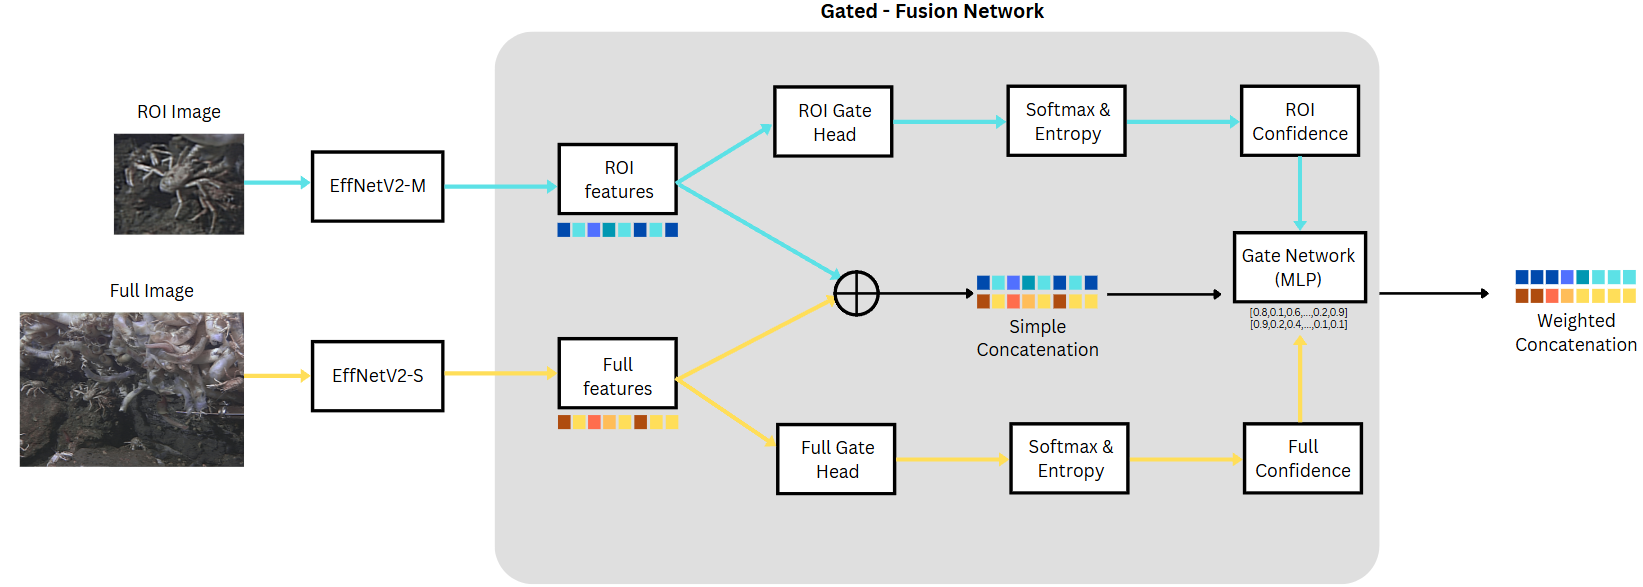 Gated - Fusion Network
ROI Image
EffNetV2-M
ROI
features
ROI Gate
Head
Softmax &
Entropy
ROI
Confidence
Full Image
EffNetV2-S
Full
features
Simple
Concatenation
Gate Network
(MLP)
[0.8,0.1,0.6,...,0.2,0.9]
[0.9,0.2,0.4,...,0.1,0.1]
Weighted
Concatenation
Full Gate
Head
Softmax &
Entropy
Full
Confidence